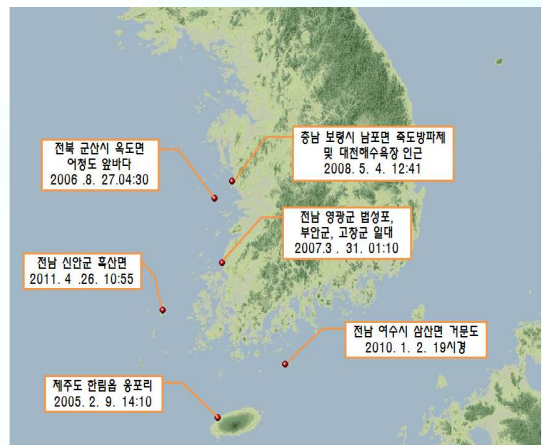 전북 군산시 옥도면
어청도 앞바다
2006 .8. 27.04:30
충남 보령시 남포면 죽도방파제
및 대천해수욕장 인근
2008. 5. 4. 12:41
전남 영광군 법성포,
부안군, 고창군 일대
2007.3 . 31. 01:10
전남 신안군 흑산면
2011. 4 .26. 10:55
전남 여수시 삼산면 거문도
2010. 1. 2. 19시경
제주도 한림읍 옹포리
2005. 2. 9. 14:10